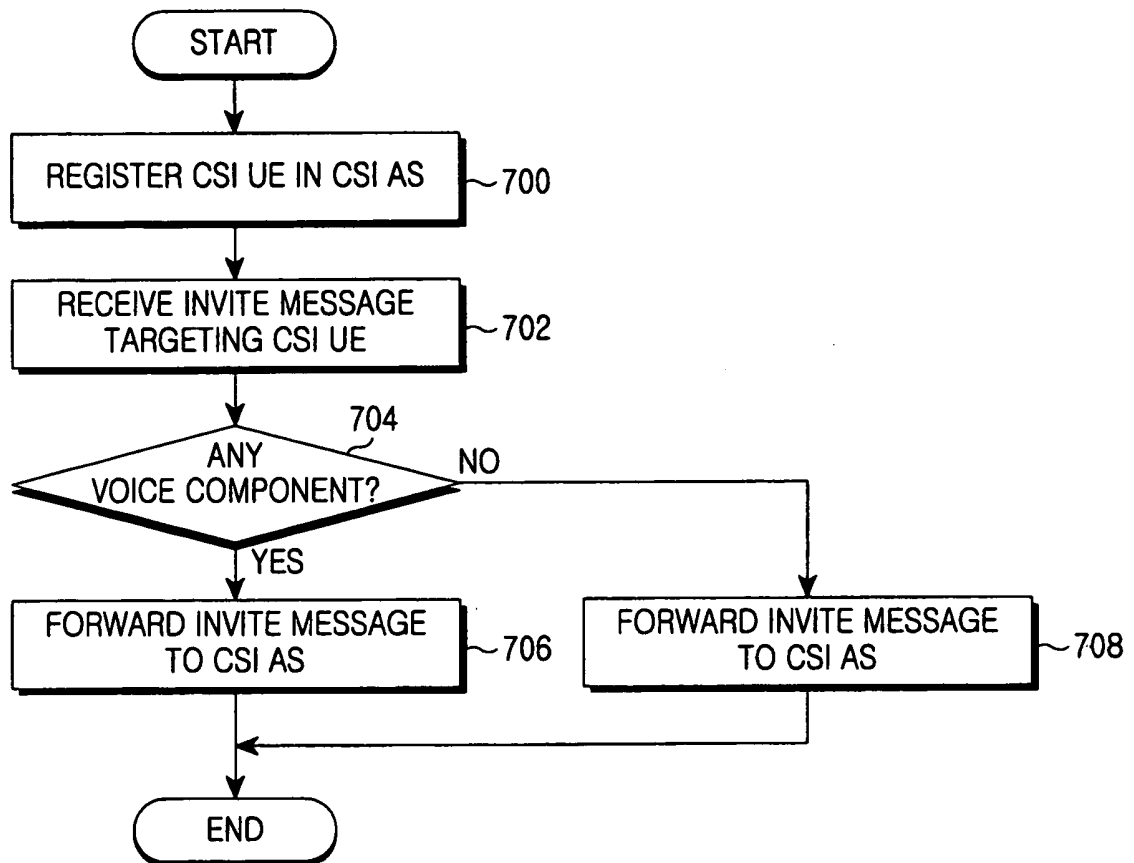 START
REGISTER CSI UE IN CSI AS
700
RECEIVE INVITE MESSAGE
TARGETING CSI UE
702
704
ANY
VOICE COMPONENT?
NO
YES
FORWARD INVITE MESSAGE
TO CSI AS
706
FORWARD INVITE MESSAGE
TO CSI AS
708
END